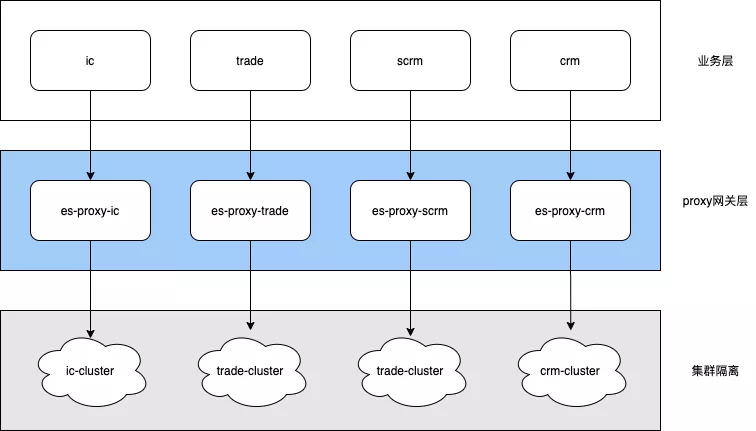 ic
trade
scrm
crm
业务层
es-proxy-ic
es-proxy-trade
es-proxy-scrm
es-proxy-crm
proxy网关层
ic-cluster
trade-cluster
trade-cluster
crm-cluster
集群隔离